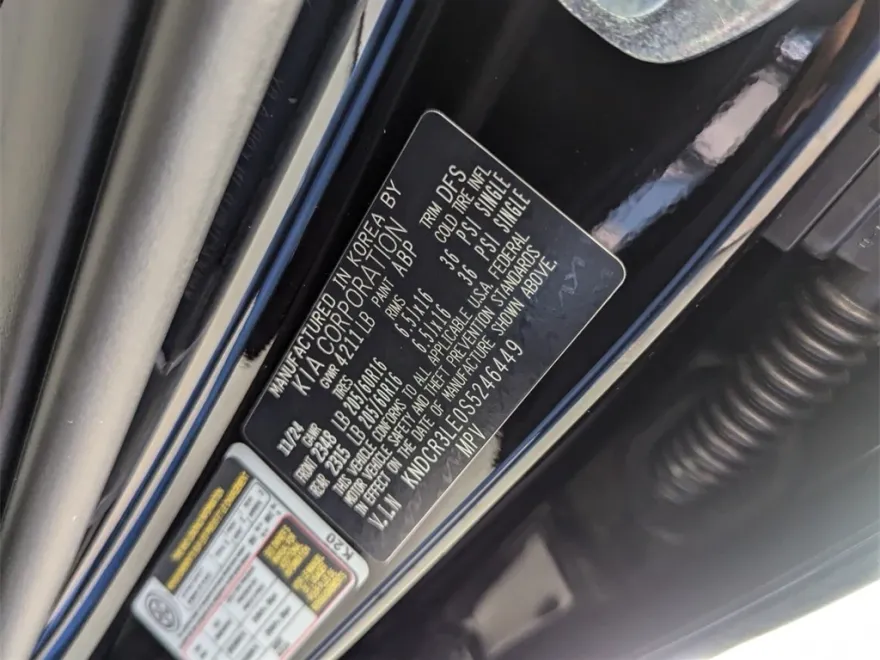 MANUFACTURED IN KOREA BY
KIA CORPORATION
11/24 GVWR 4211LB PAINT ABP TRIM DFS
GAWR TIRES RIMS COLD TIRE INFL
FRONT 2348 LB 205/60R16 6.5Jx16 36 PSI SINGLE
REAR 2315 LB 205/60R16 6.5Jx16 36 PSI SINGLE
THIS VEHICLE CONFORMS TO ALL APPLICABLE U.S.A. FEDERAL
MOTOR VEHICLE SAFETY AND THEFT PREVENTION STANDARDS
IN EFFECT ON THE DATE OF MANUFACTURE SHOWN ABOVE.
V.I.N KNDCR3LE0S5246449
MPV
K20